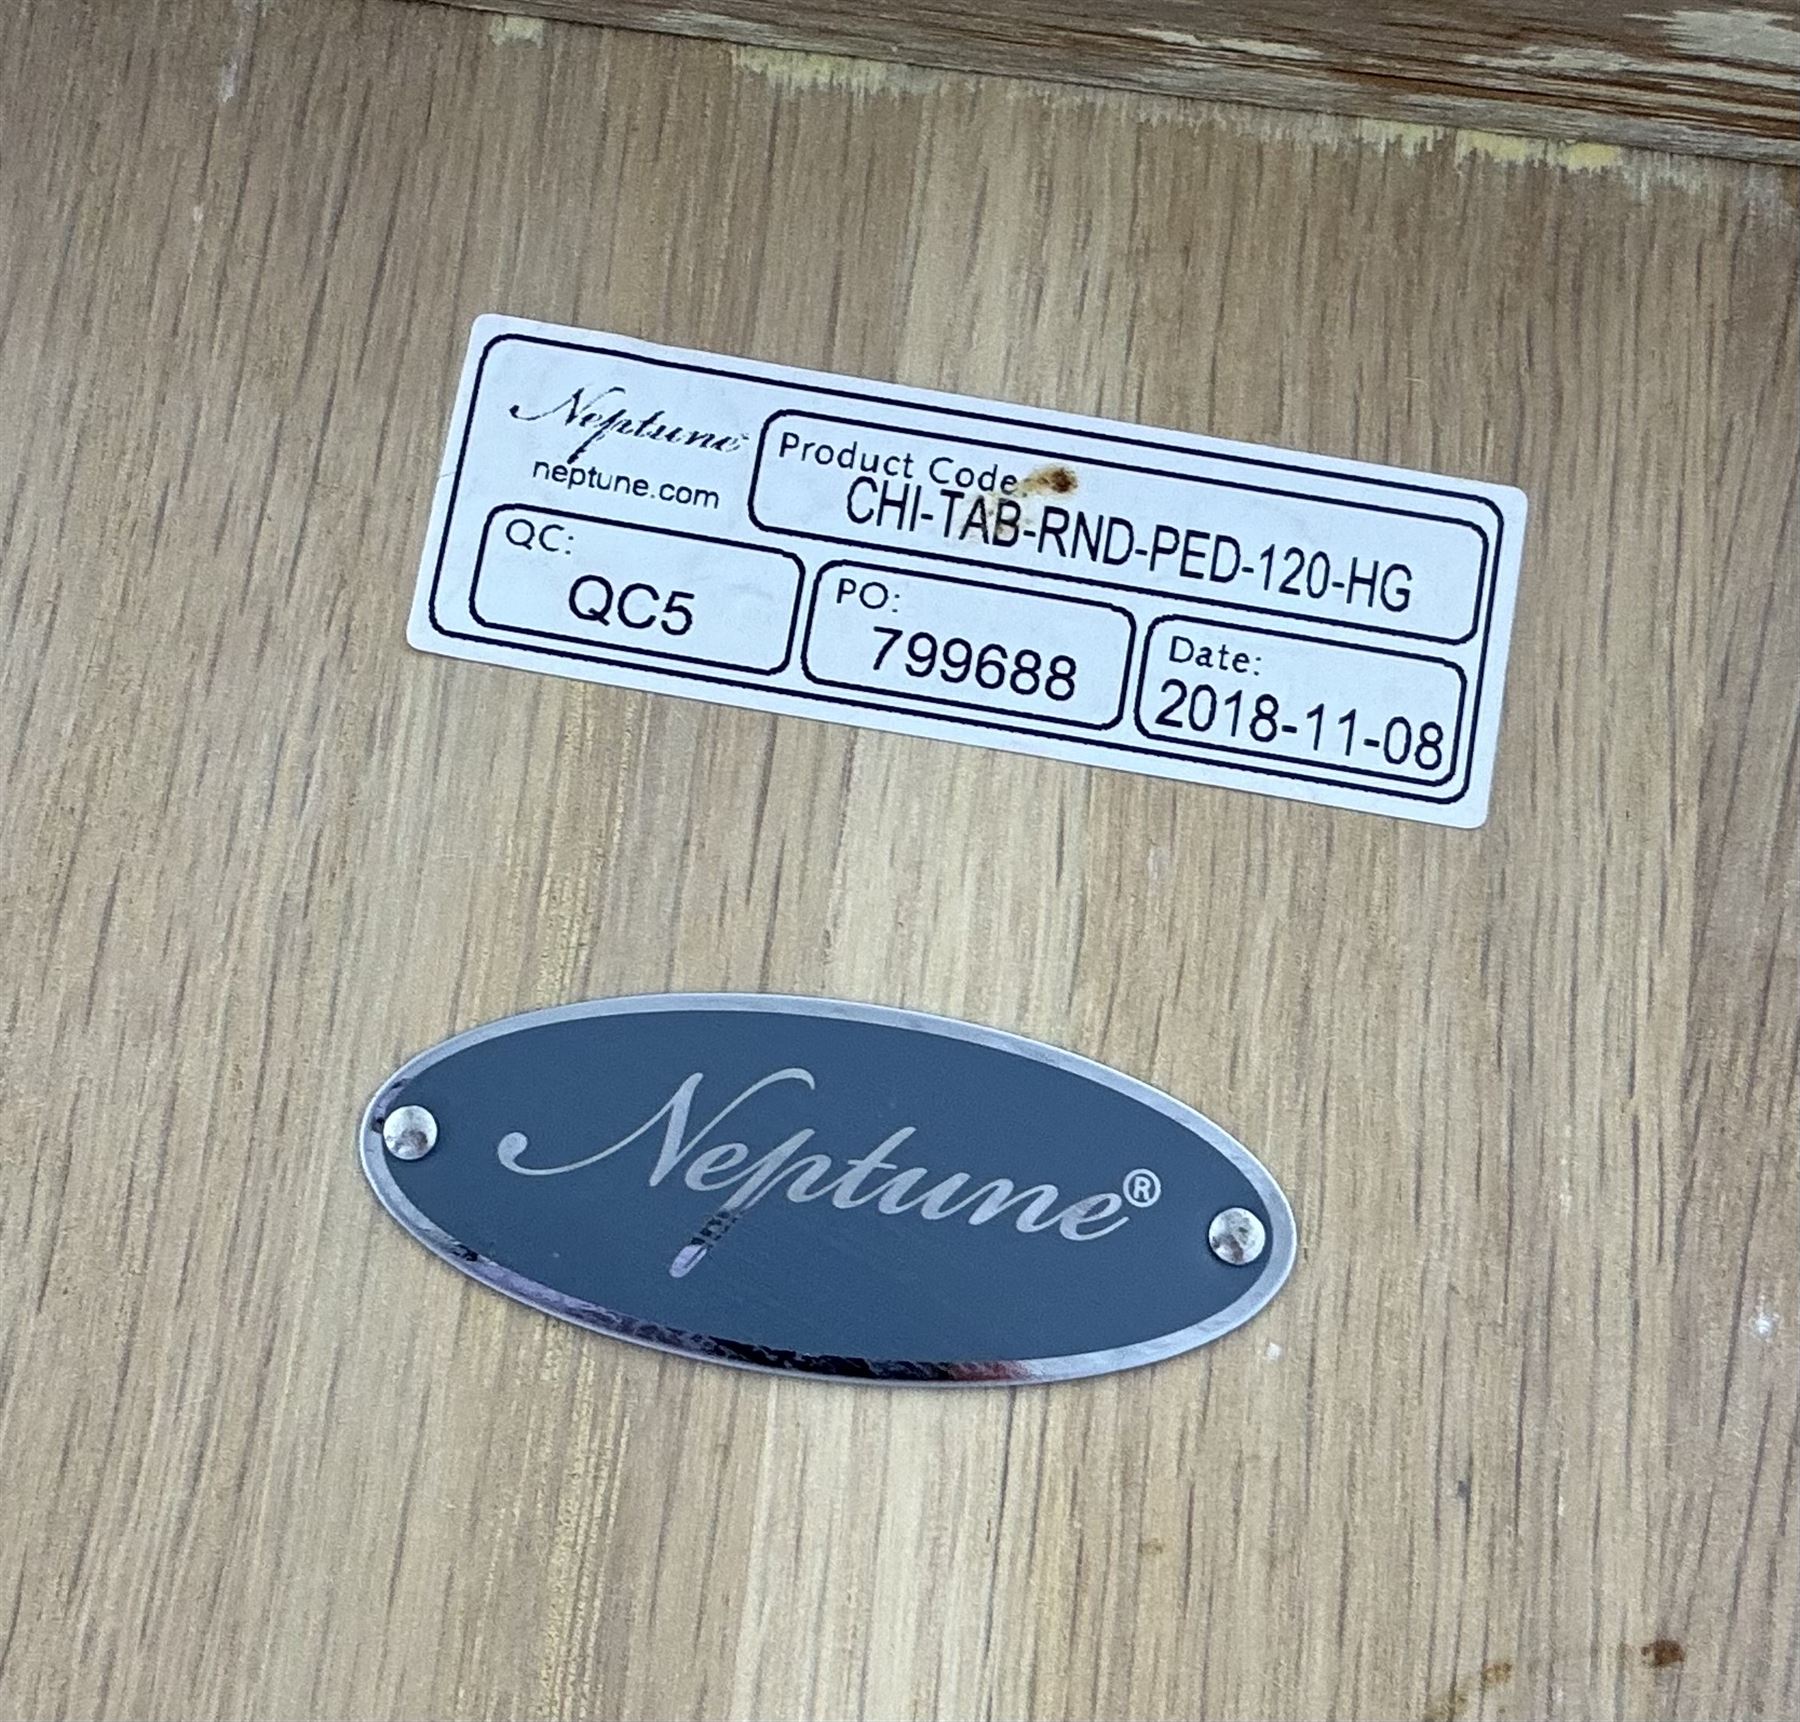 Neptune
neptune.com
Product Code:
CHI-TAB-RND-PED-120-HG
QC:
QC5
PO:
799688
Date:
2018-11-08
Neptune®